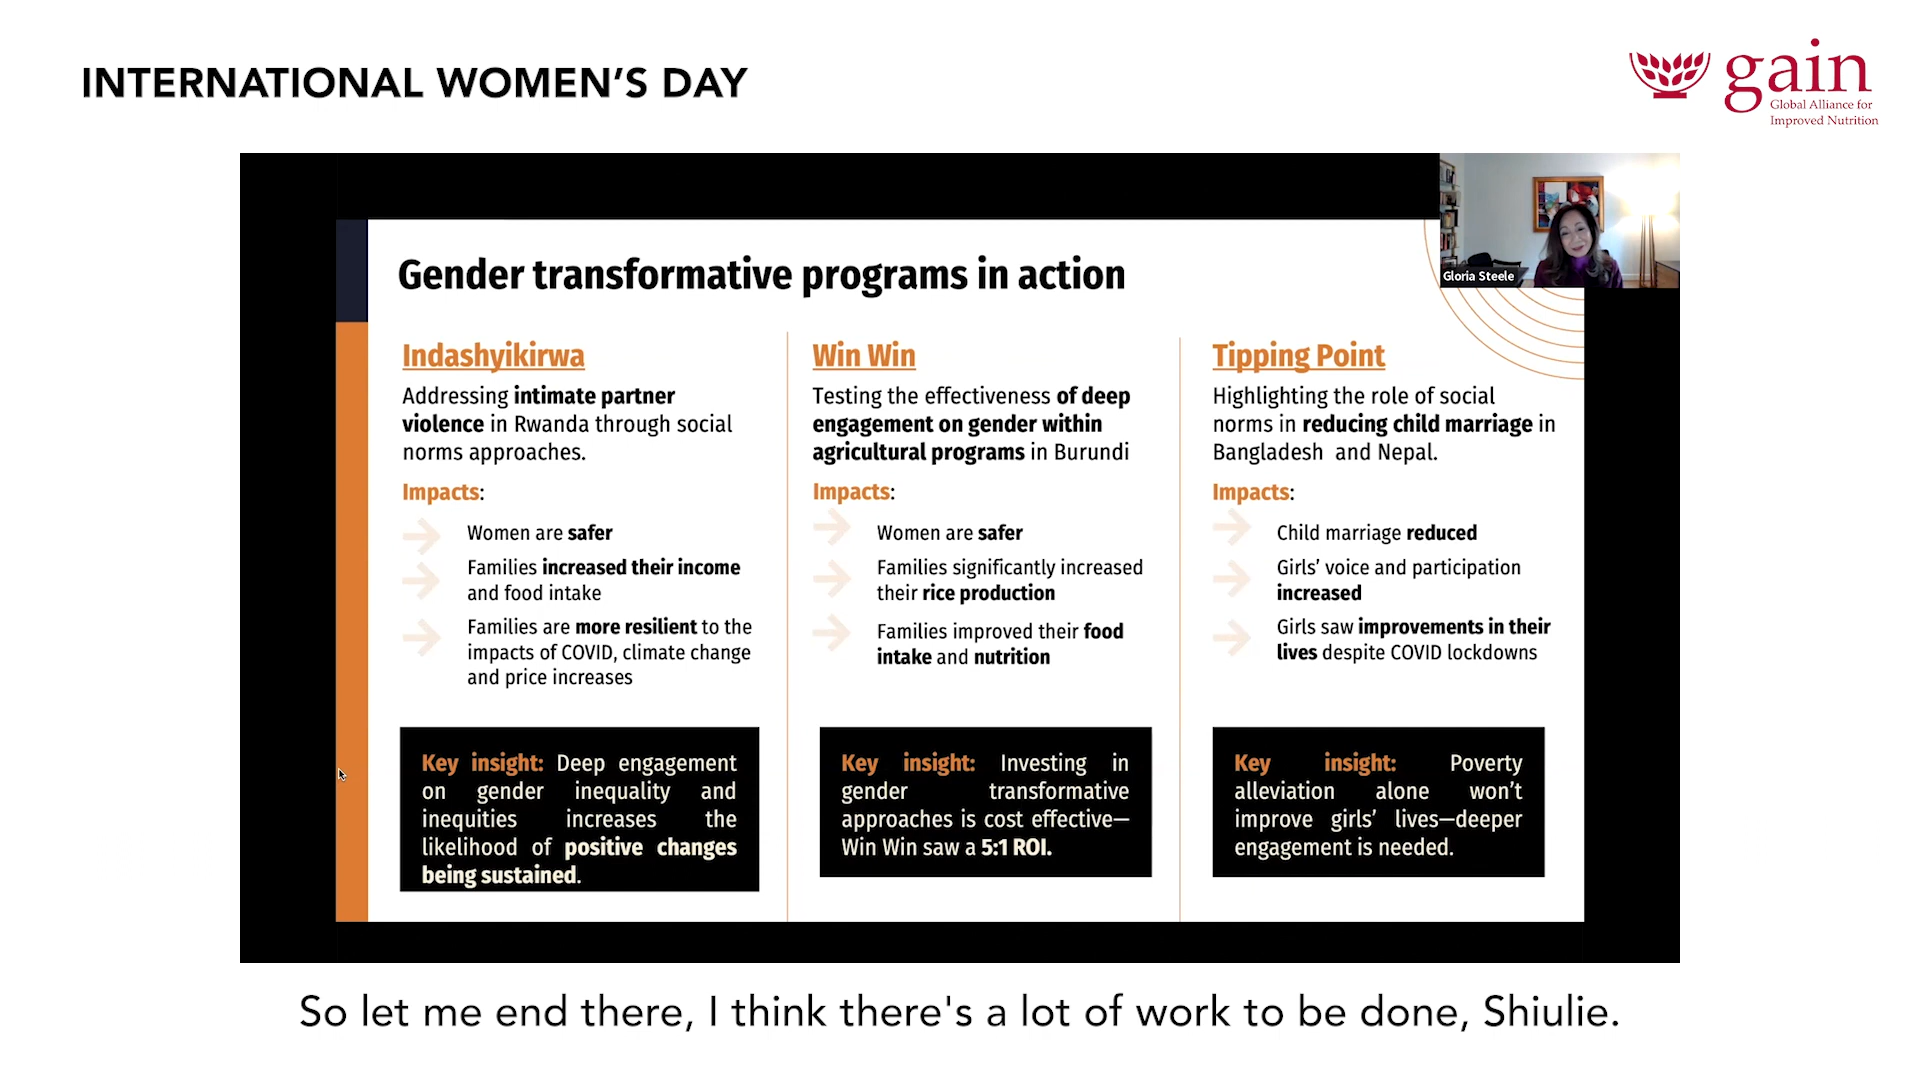 INTERNATIONAL WOMEN’S DAY
gain
Global Alliance for
Improved Nutrition
Gloria Steele
Gender transformative programs in action
Indashyikirwa
Addressing intimate partner
violence in Rwanda through social
norms approaches.
Impacts:
Women are safer
Families increased their income
and food intake
Families are more resilient to the
impacts of COVID, climate change
and price increases
Key insight: Deep engagement
on gender inequality and
inequities increases the
likelihood of positive changes
being sustained.
Win Win
Testing the effectiveness of deep
engagement on gender within
agricultural programs in Burundi
Impacts:
Women are safer
Families significantly increased
their rice production
Families improved their food
intake and nutrition
Key insight: Investing in
gender transformative
approaches is cost effective—
Win Win saw a 5:1 ROI.
Tipping Point
Highlighting the role of social
norms in reducing child marriage in
Bangladesh and Nepal.
Impacts:
Child marriage reduced
Girls’ voice and participation
increased
Girls saw improvements in their
lives despite COVID lockdowns
Key insight: Poverty
alleviation alone won’t
improve girls’ lives—deeper
engagement is needed.
So let me end there, I think there's a lot of work to be done, Shiulie.